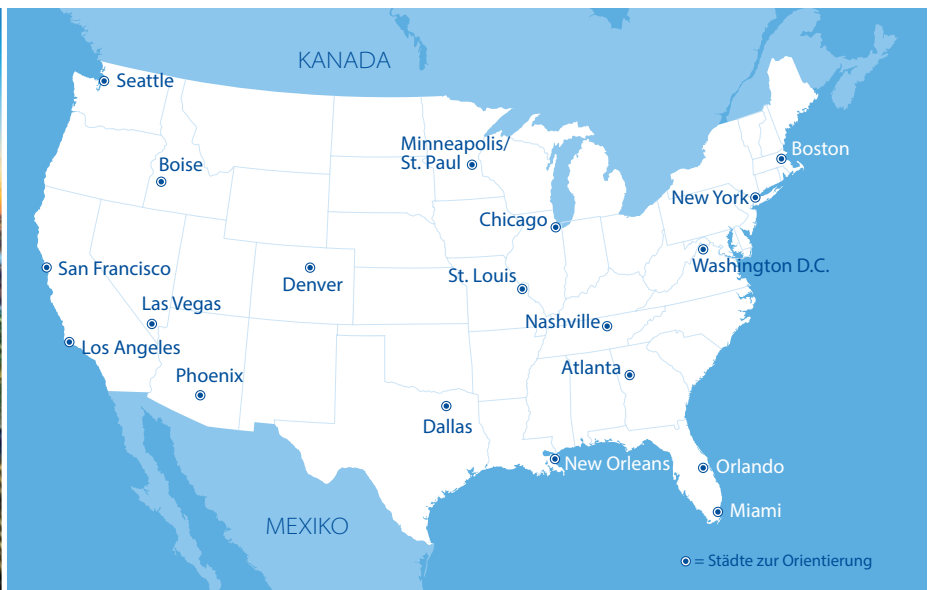 KANADA
Seattle
Minneapolis/
St. Paul
Boston
Boise
New York
Chicago
San Francisco
Denver
St. Louis
Washington D.C.
Las Vegas
Nashville
Los Angeles
Phoenix
Atlanta
Dallas
New Orleans
Orlando
Miami
MEXIKO
= Städte zur Orientierung